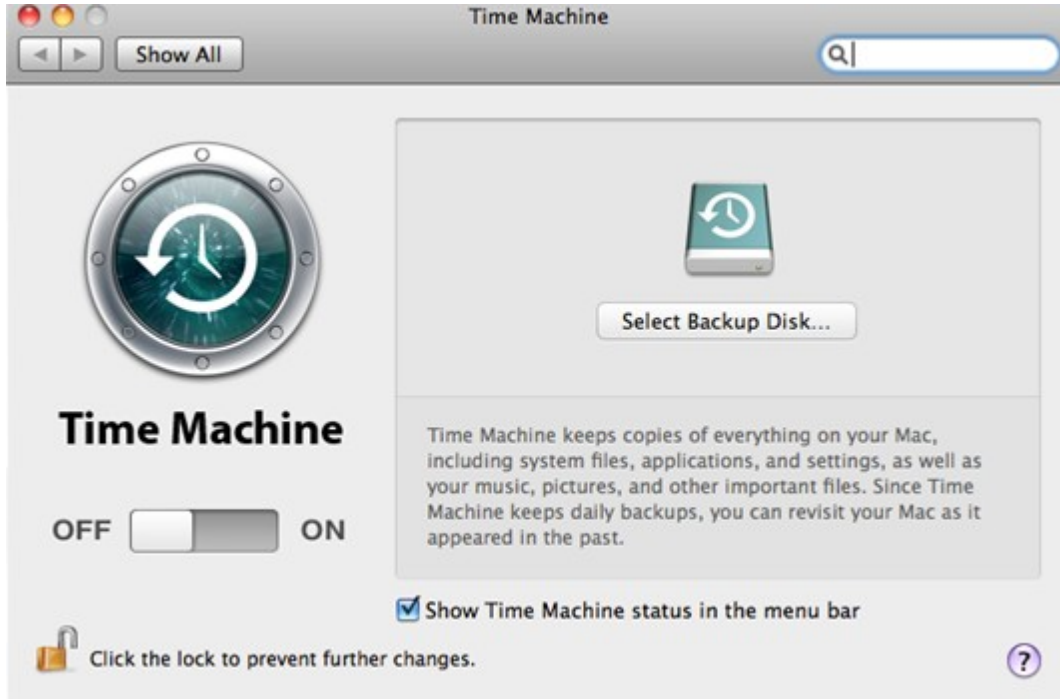 Time Machine
Show All
Select Backup Disk...
Time Machine
Time Machine keeps copies of everything on your Mac,
including system files, applications, and settings, as well as
your music, pictures, and other important files. Since Time
Machine keeps daily backups, you can revisit your Mac as it
appeared in the past.
OFF ON
Show Time Machine status in the menu bar
Click the lock to prevent further changes.
?